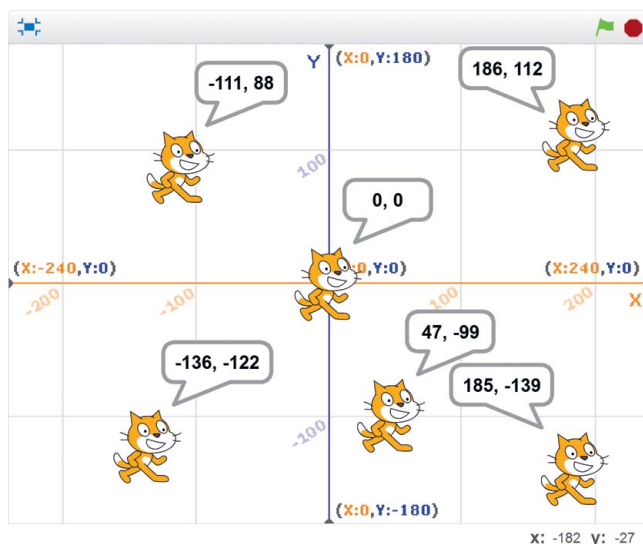 Y
(X:0,Y:180)
-111, 88
186, 112
100
0, 0
(X:-240,Y:0)
:0,Y:0)
(X:240,Y:0)
-200
-100
100
200
X
47, -99
-136, -122
185, -139
-100
(X:0,Y:-180)
X: -182 y: -27